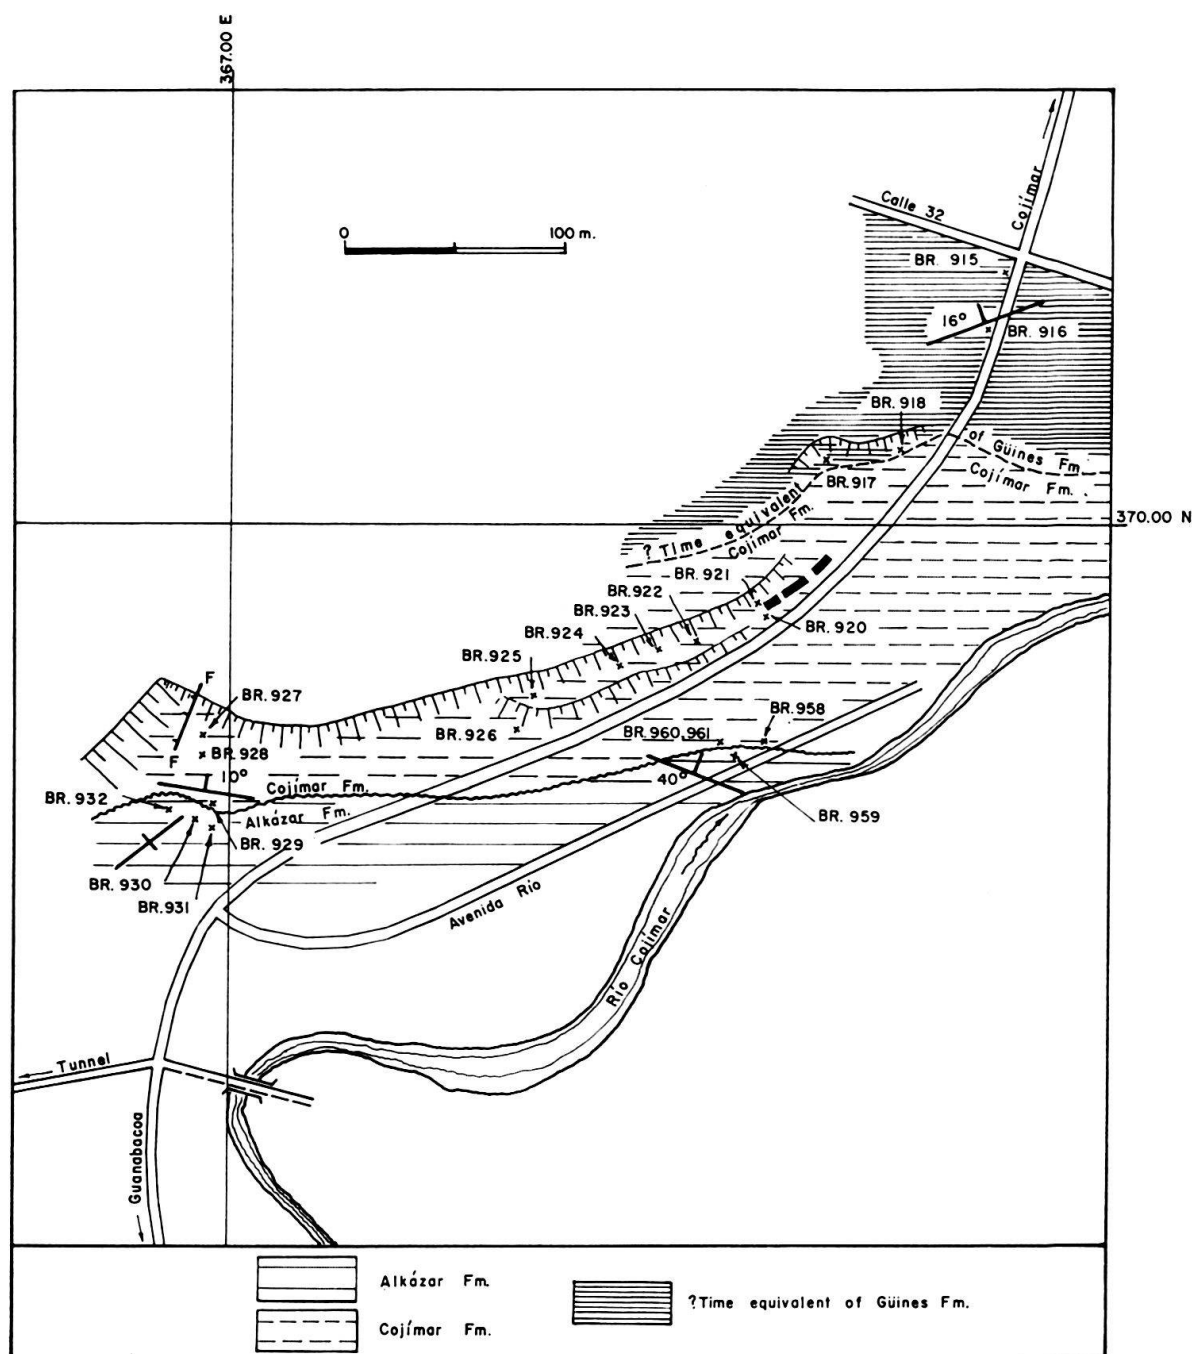 367.00 E
0 100 m.
Calle 32
Cojímar
BR. 915
16°
BR. 916
BR. 918
of Güines Fm
Cojímar Fm.
BR.917
370.00 N
? Time equivalent
Cojímar Fm.
BR.921
BR.922
BR.923
BR.924
BR.920
BR.925
F
BR.927
BR.958
BR.926
BR.960,961
BR.928
F
10°
40°
Cojímar Fm.
BR.932
Alkázar Fm.
BR. 959
BR.929
BR. 930
BR.931
Avenida Río
Río Cojímar
Tunnel
Guanabacoa
Alkázar Fm.
?Time equivalent of Güines Fm.
Cojímar Fm.